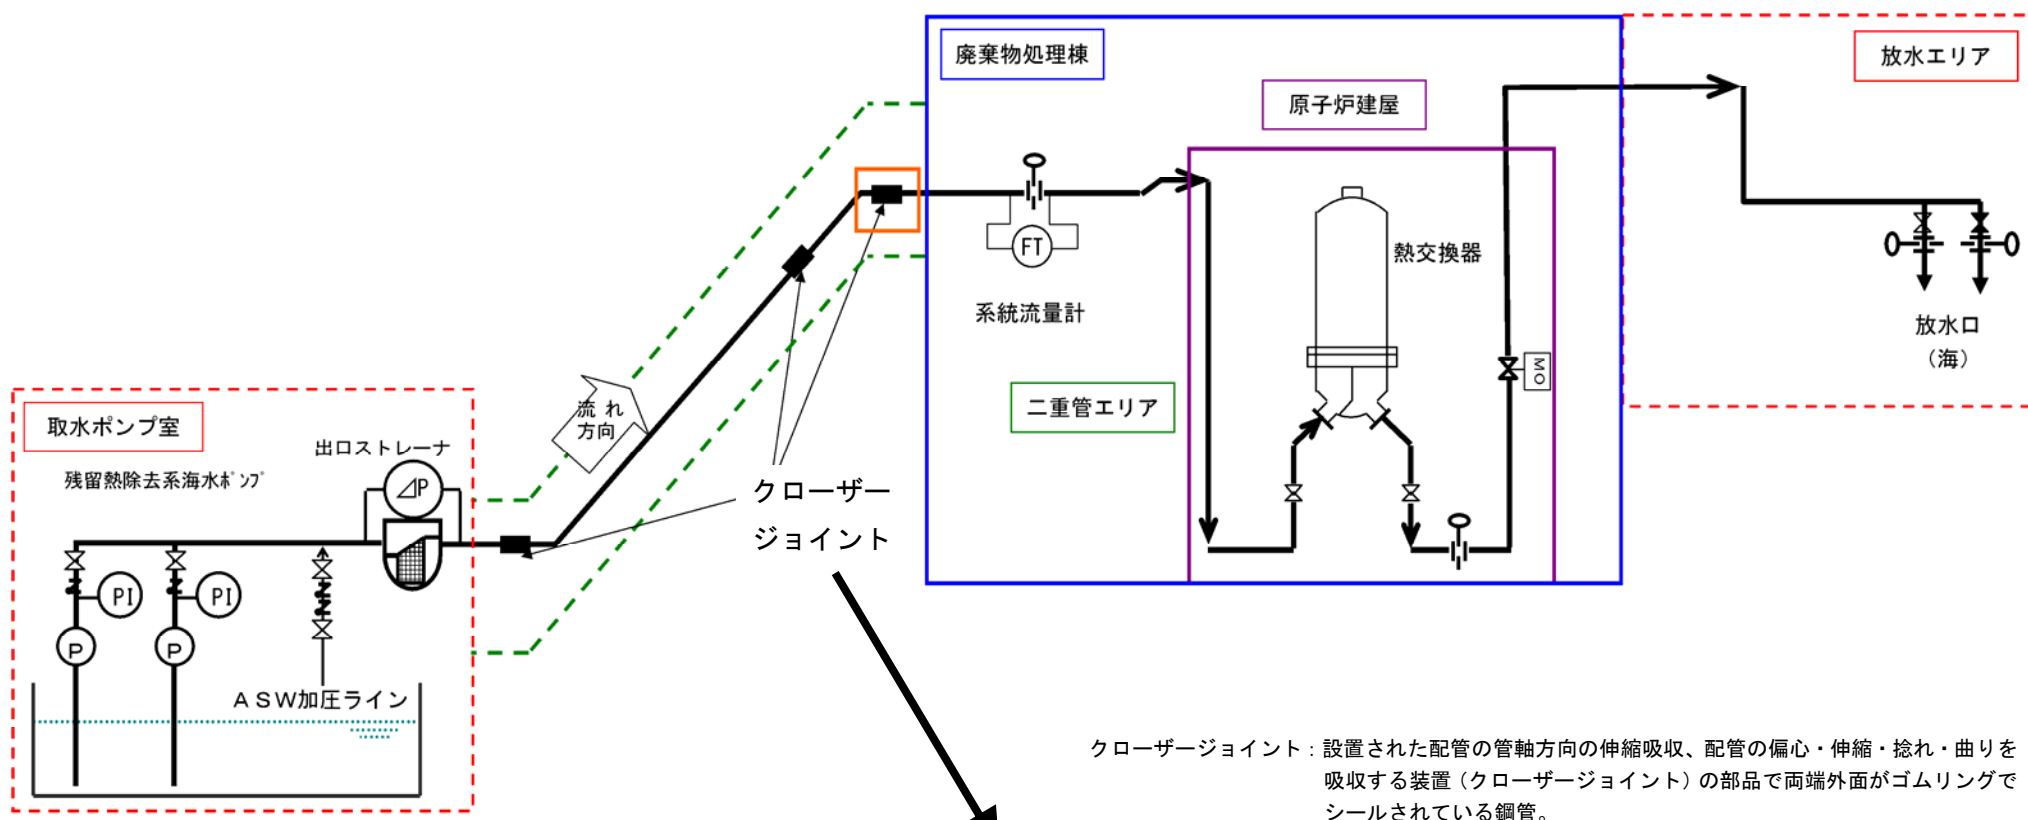 廃棄物処理棟
放水エリア
原子炉建屋
FT
熱交換器
系統流量計
放水口
（海）
MO
二重管エリア
流れ
方向
取水ポンプ室
出口ストレーナ
残留熱除去系海水ﾎﾟﾝﾌﾟ
⊿P
クローザー
ジョイント
PI
PI
P
P
ＡＳＷ加圧ライン
クローザージョイント：設置された配管の管軸方向の伸縮吸収、配管の偏心・伸縮・捻れ・曲りを
吸収する装置（クローザージョイント）の部品で両端外面がゴムリングで
シールされている鋼管。